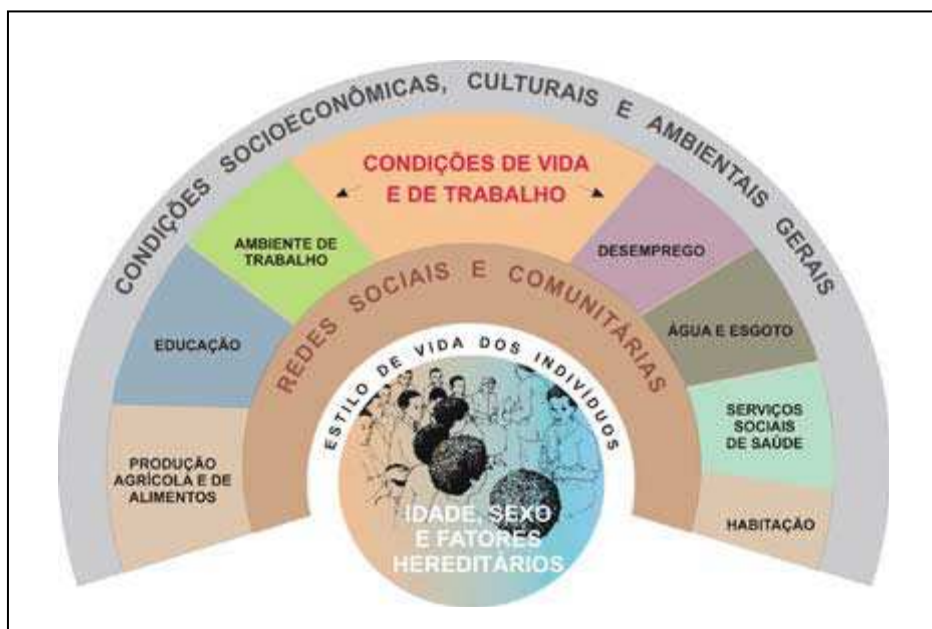 CONDIÇÕES SOCIOECONÔMICAS, CULTURAIS E AMBIENTAIS GERAIS
CONDIÇÕES DE VIDA
E DE TRABALHO
AMBIENTE DE
TRABALHO
DESEMPREGO
EDUCAÇÃO
ÁGUA E ESGOTO
PRODUÇÃO
AGRÍCOLA E DE
ALIMENTOS
SERVIÇOS
SOCIAIS
DE SAÚDE
HABITAÇÃO
REDES SOCIAIS E COMUNITÁRIAS
ESTILO DE VIDA DOS INDIVÍDUOS
IDADE, SEXO
E FATORES
HEREDITÁRIOS